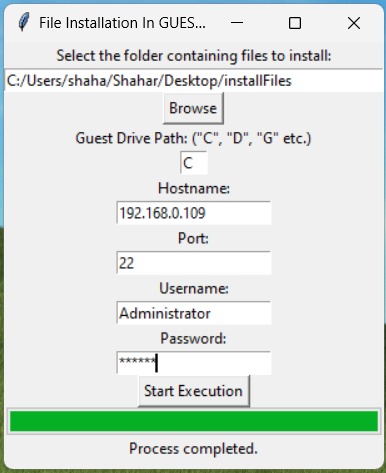 File Installation In GUES...
Select the folder containing files to install:
C:/Users/shaha/Shahar/Desktop/installFiles
Browse
Guest Drive Path: ("C", "D", "G" etc.)
C
Hostname:
192.168.0.109
Port:
22
Username:
Administrator
Password:
******
Start Execution
Process completed.